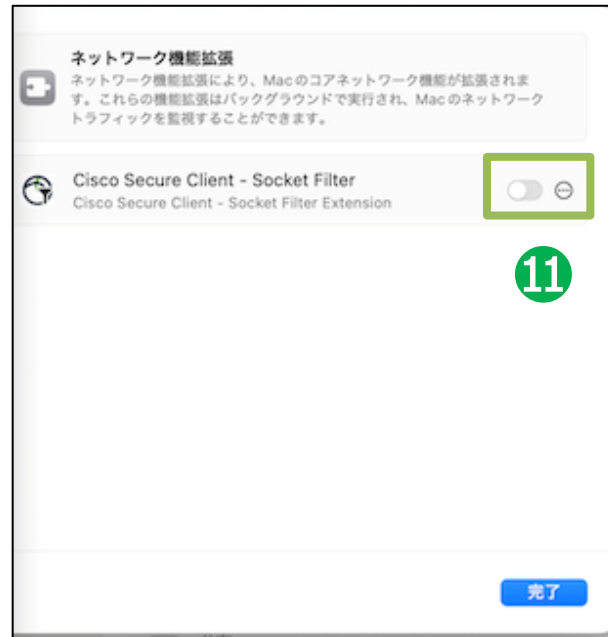 ネットワーク機能拡張
ネットワーク機能拡張により、Macのコアネットワーク機能が拡張されま
す。これらの機能拡張はバックグラウンドで実行され、Macのネットワーク
トラフィックを監視することができます。
Cisco Secure Client - Socket Filter
Cisco Secure Client - Socket Filter Extension
11
完了